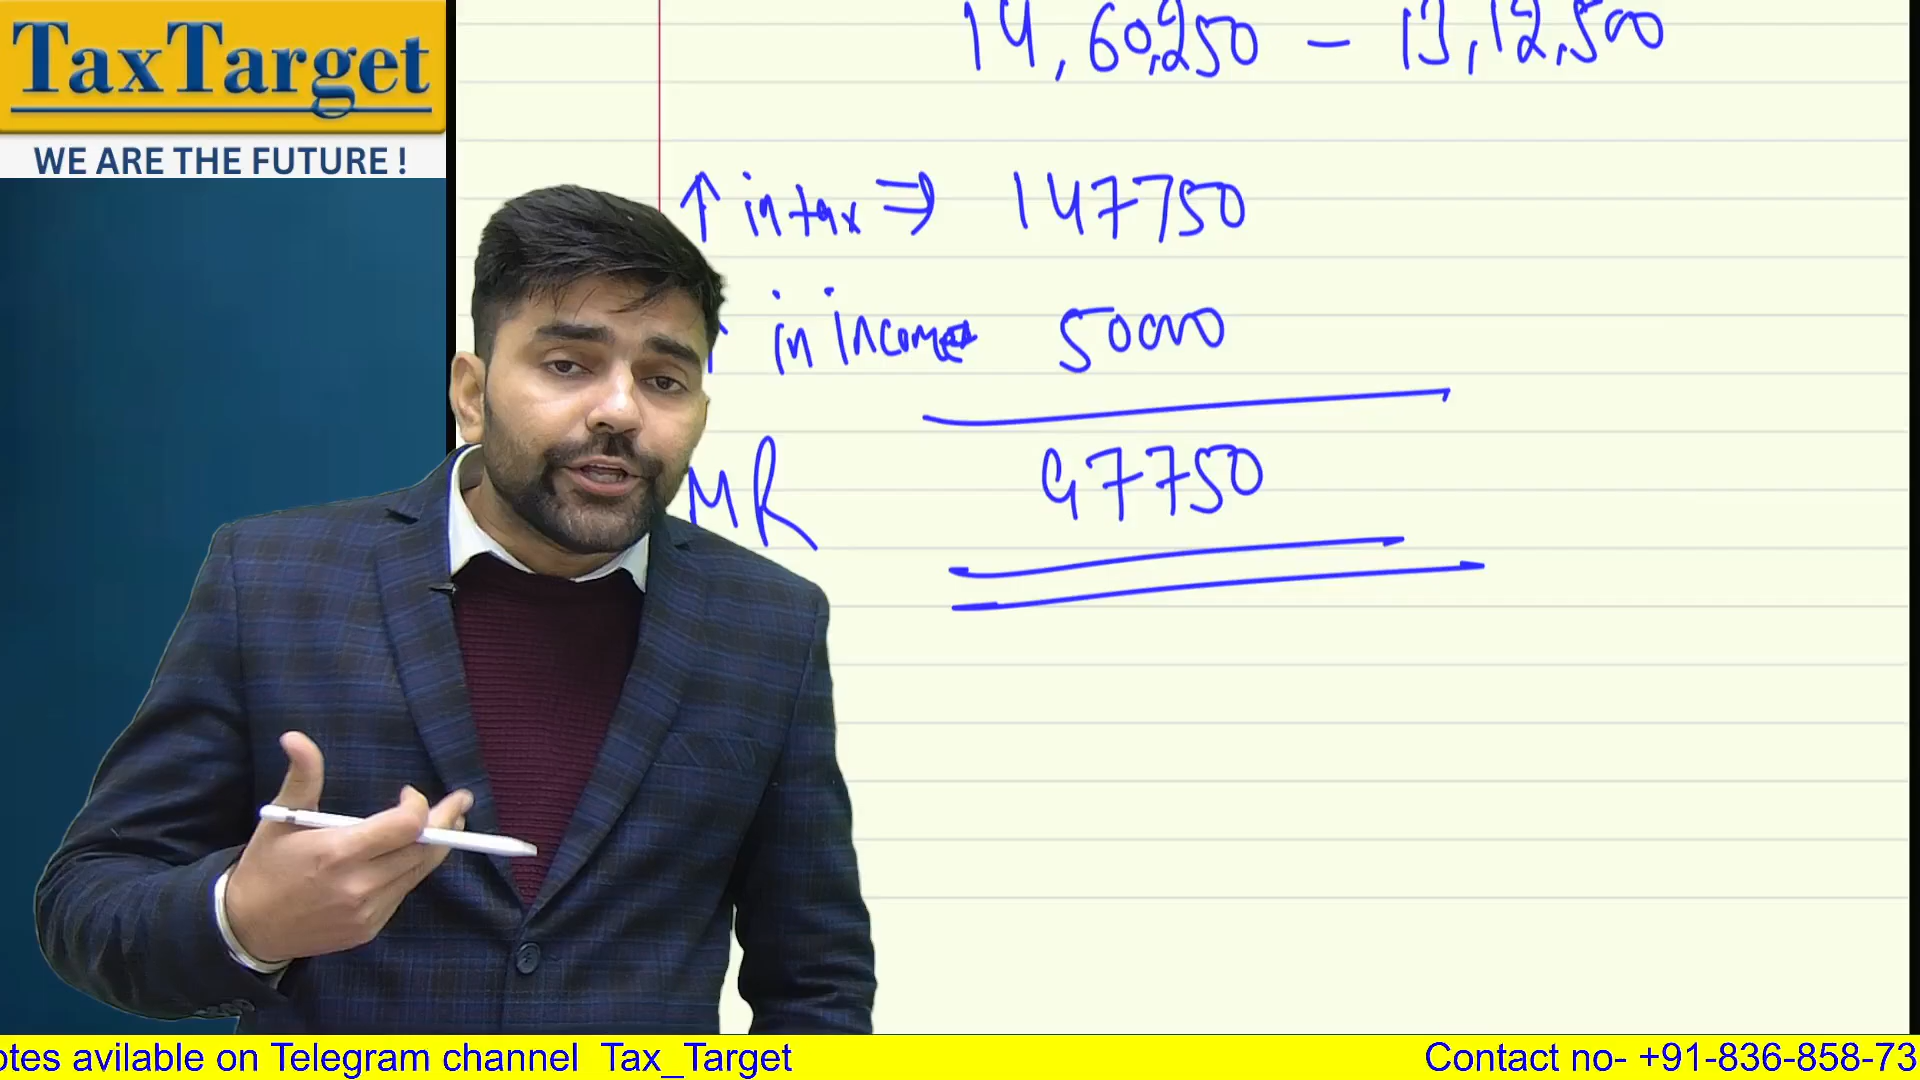 TaxTarget
WE ARE THE FUTURE !
14,60,250 – 13,12,500
↑ in tax ⇒ 147750
in income 50000
MR 97750
otes avilable on Telegram channel Tax_Target
Contact no- +91-836-858-73